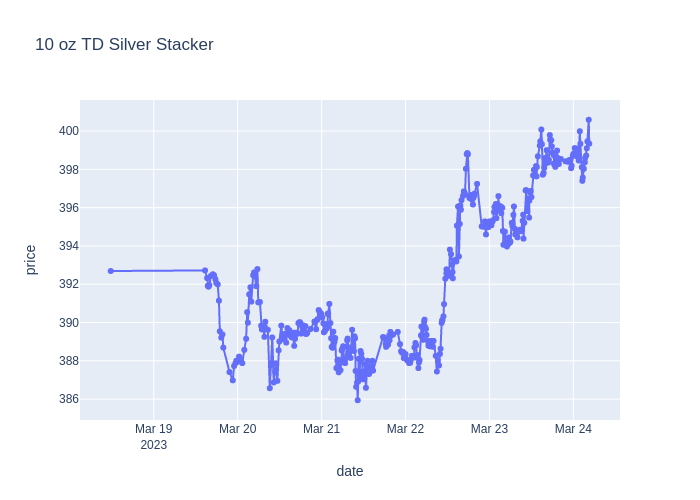 10 oz TD Silver Stacker
400
398
396
394
392
390
388
386
price
Mar 19
2023
Mar 20
Mar 21
Mar 22
Mar 23
Mar 24
date